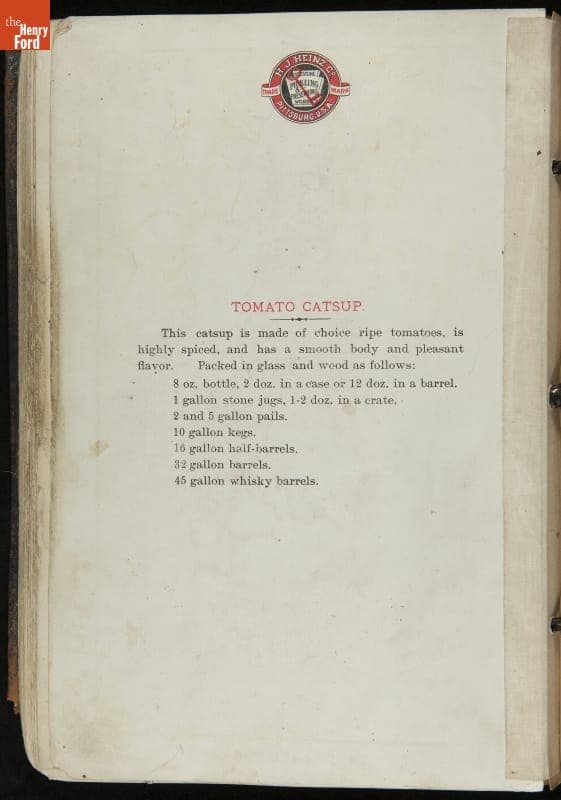 the
Henry
Ford
H. J. HEINZ CO.
TRADE MARK
PITTSBURG, U.S.A.
TOMATO CATSUP.
This catsup is made of choice ripe tomatoes, is
highly spiced, and has a smooth body and pleasant
flavor. Packed in glass and wood as follows:
8 oz. bottle, 2 doz. in a case or 12 doz. in a barrel.
1 gallon stone jugs, 1-2 doz. in a crate.
2 and 5 gallon pails.
10 gallon kegs.
16 gallon half-barrels.
32 gallon barrels.
45 gallon whisky barrels.